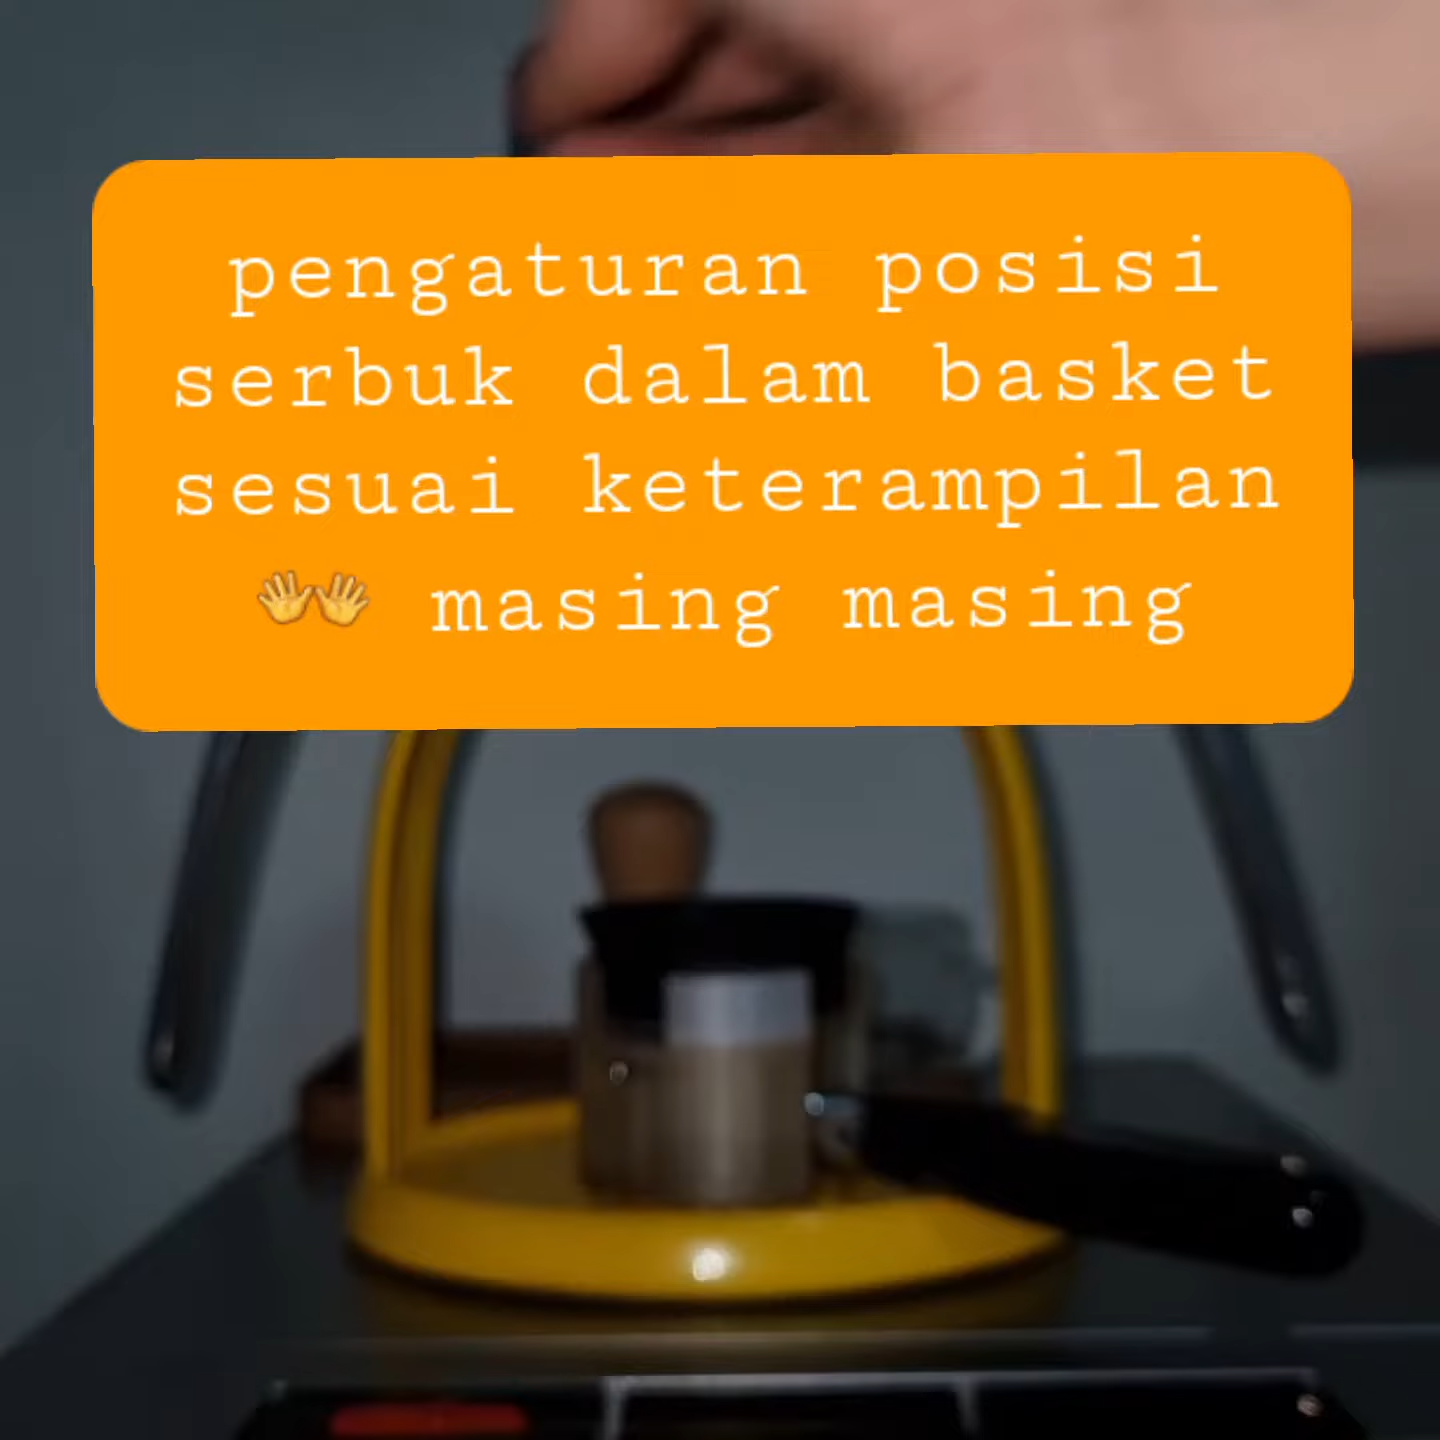 pengaturan posisi
serbuk dalam basket
sesuai keterampilan
👐 masing masing